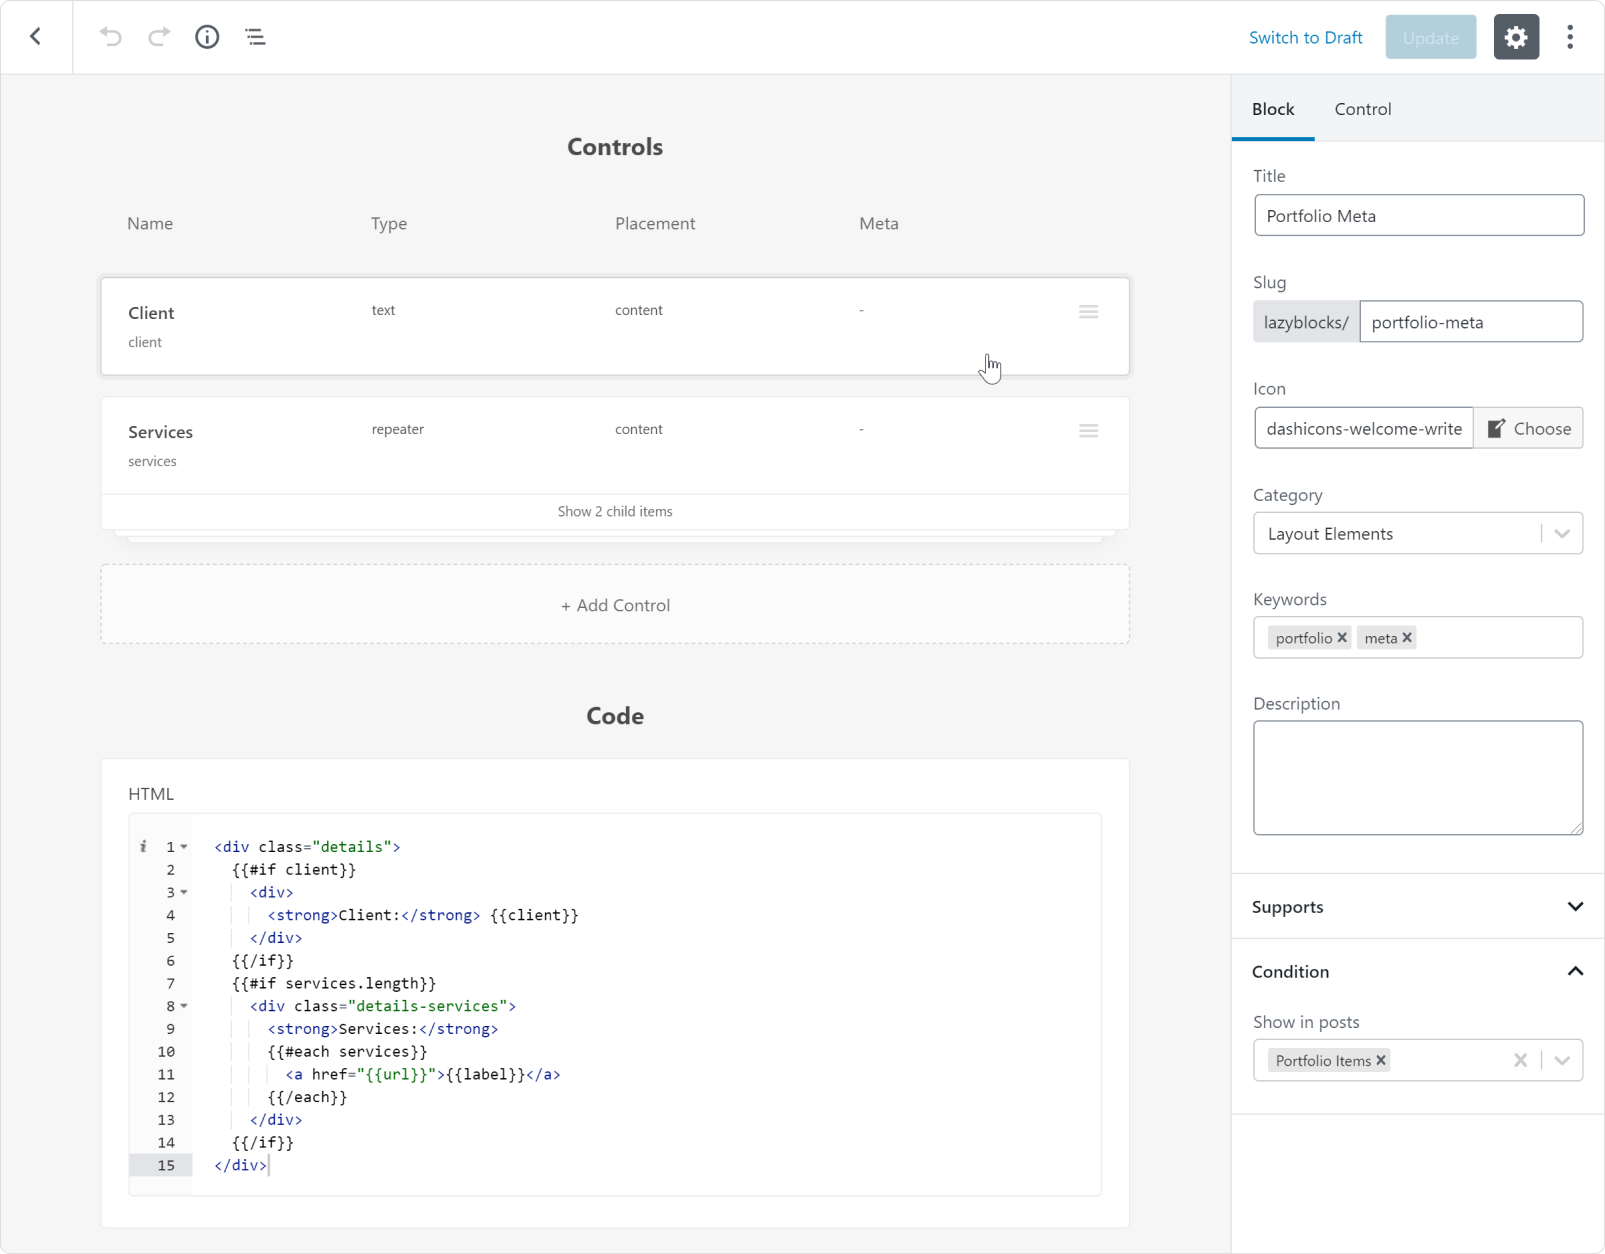 Switch to Draft
Update
Block
Control
Controls
Name
Type
Placement
Meta
Client
client
text
content
-
Services
services
repeater
content
-
Show 2 child items
+ Add Control
Code
HTML
i 1 <div class="details">
2 {{#if client}}
3 <div>
4 <strong>Client:</strong> {{client}}
5 </div>
6 {{/if}}
7 {{#if services.length}}
8 <div class="details-services">
9 <strong>Services:</strong>
10 {{#each services}}
11 <a href="{{url}}">{{label}}</a>
12 {{/each}}
13 </div>
14 {{/if}}
15 </div>
Title
Portfolio Meta
Slug
lazyblocks/ portfolio-meta
Icon
dashicons-welcome-write Choose
Category
Layout Elements
Keywords
portfolio meta
Description
Supports
Condition
Show in posts
Portfolio Items